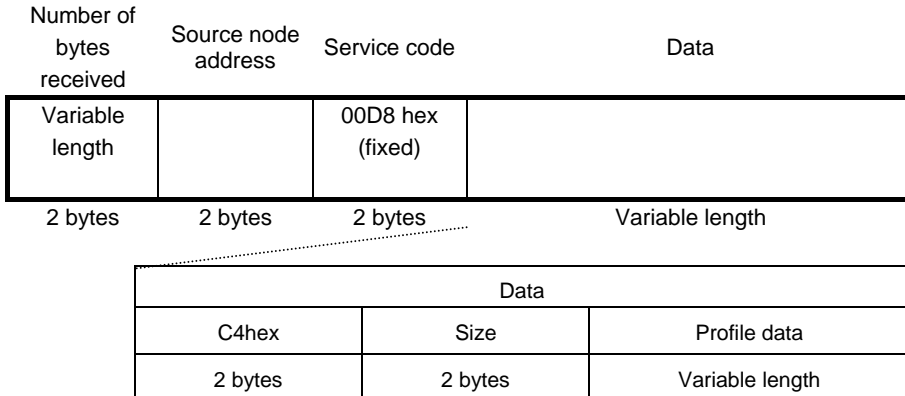 Number of
bytes
received
Source node
address
Service code
Data
Variable
length
00D8 hex
(fixed)
2 bytes
2 bytes
2 bytes
Variable length
Data
C4hex
Size
Profile data
2 bytes
2 bytes
Variable length